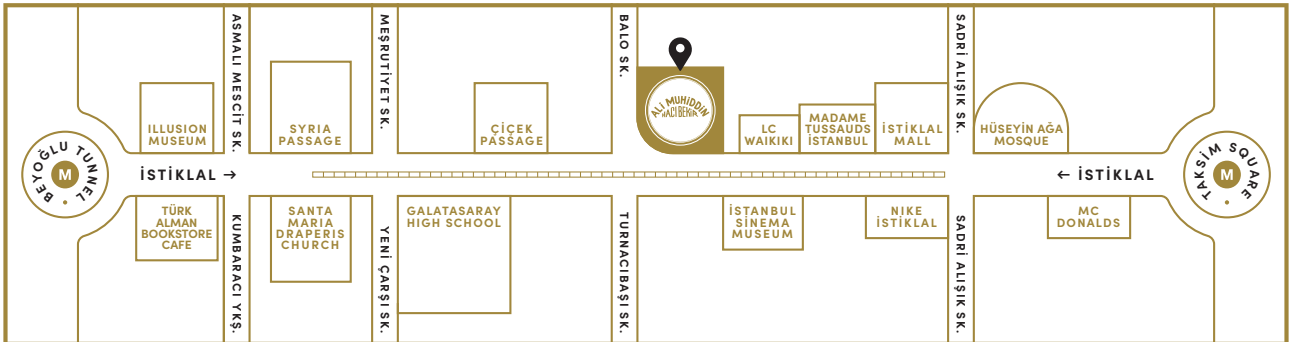 ASMALI MESCİT SK.
MEŞRUTİYET SK.
BALO SK.
SADRİ ALIŞIK SK.
ILLUSION
MUSEUM
SYRIA
PASSAGE
ÇİÇEK
PASSAGE
ALİ MUHİDDİN
HACI BEKİR
LC
WAIKIKI
MADAME
TUSSAUDS
İSTANBUL
İSTİKLAL
MALL
HÜSEYİN AĞA
MOSQUE
BEYOĞLU TUNNEL
M
İSTİKLAL →
← İSTİKLAL
TAKSİM SQUARE
M
TÜRK
ALMAN
BOOKSTORE
CAFE
KUMBARACI YKŞ.
SANTA
MARIA
DRAPERIS
CHURCH
YENİ ÇARŞI SK.
GALATASARAY
HIGH SCHOOL
TURNACIBAŞI SK.
İSTANBUL
SİNEMA
MUSEUM
NIKE
İSTİKLAL
SADRİ ALIŞIK SK.
MC
DONALDS